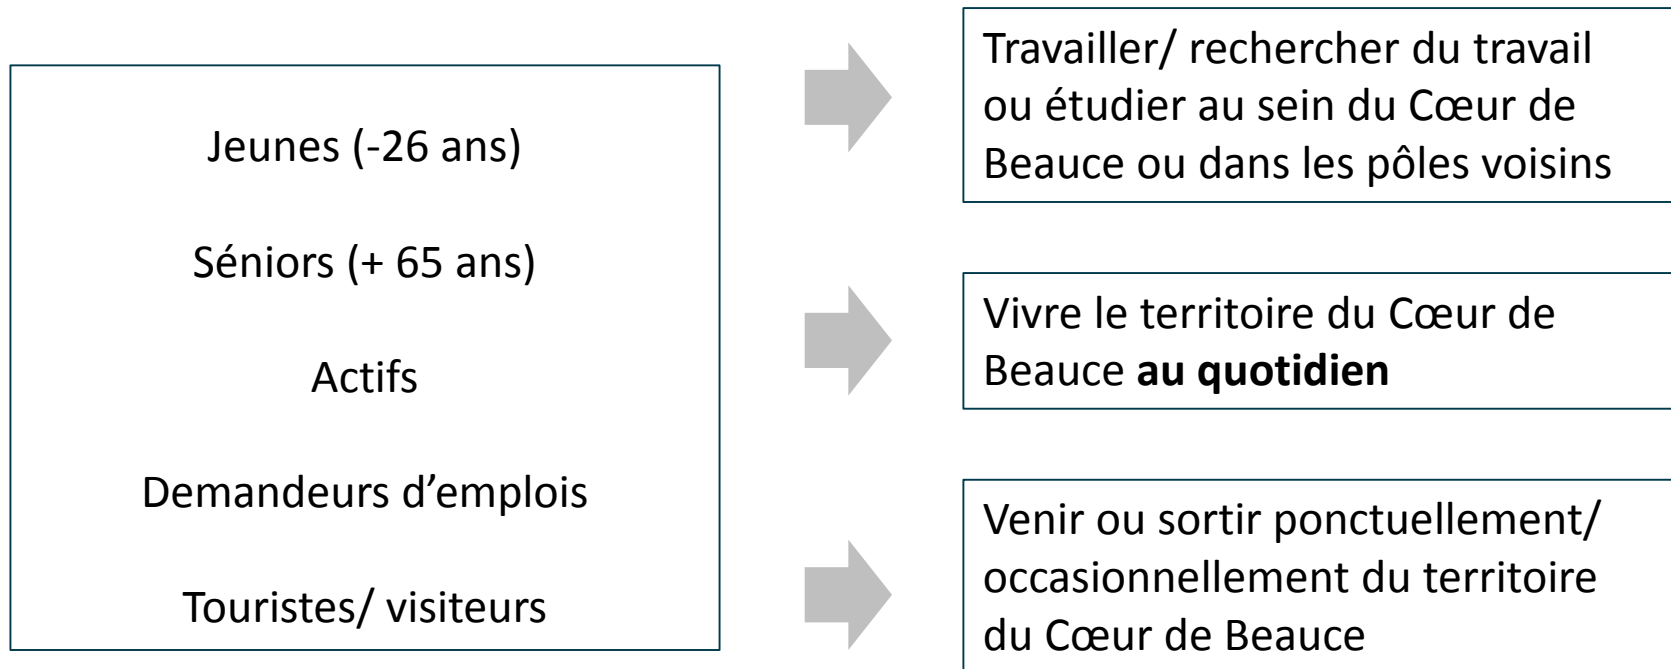 Jeunes (-26 ans)
Séniors (+ 65 ans)
Actifs
Demandeurs d’emplois
Touristes/ visiteurs
Travailler/ rechercher du travail
ou étudier au sein du Cœur de
Beauce ou dans les pôles voisins
Vivre le territoire du Cœur de
Beauce au quotidien
Venir ou sortir ponctuellement/
occasionnellement du territoire
du Cœur de Beauce